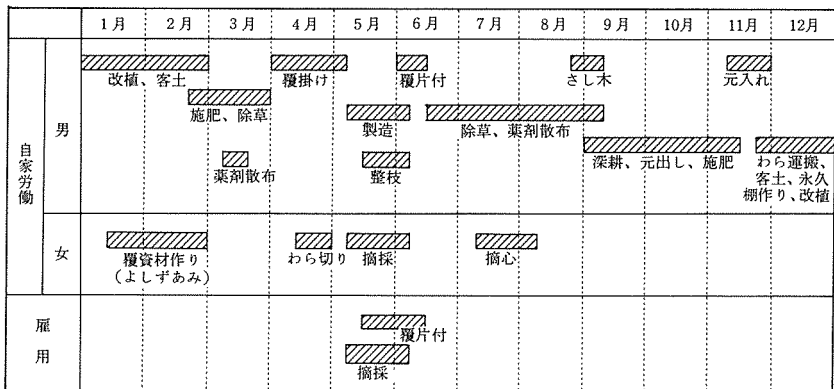 1月 2月 3月 4月 5月 6月 7月 8月 9月 10月 11月 12月
自家労働
男
改植、客土
覆掛け
覆片付
さし木
元入れ
施肥、除草
製造
除草、薬剤散布
薬剤散布
整枝
深耕、元出し、施肥
わら運搬、
客土、永久
棚作り、改植
女
覆資材作り
(よしずあみ)
わら切り
摘採
摘心
雇用
覆片付
摘採